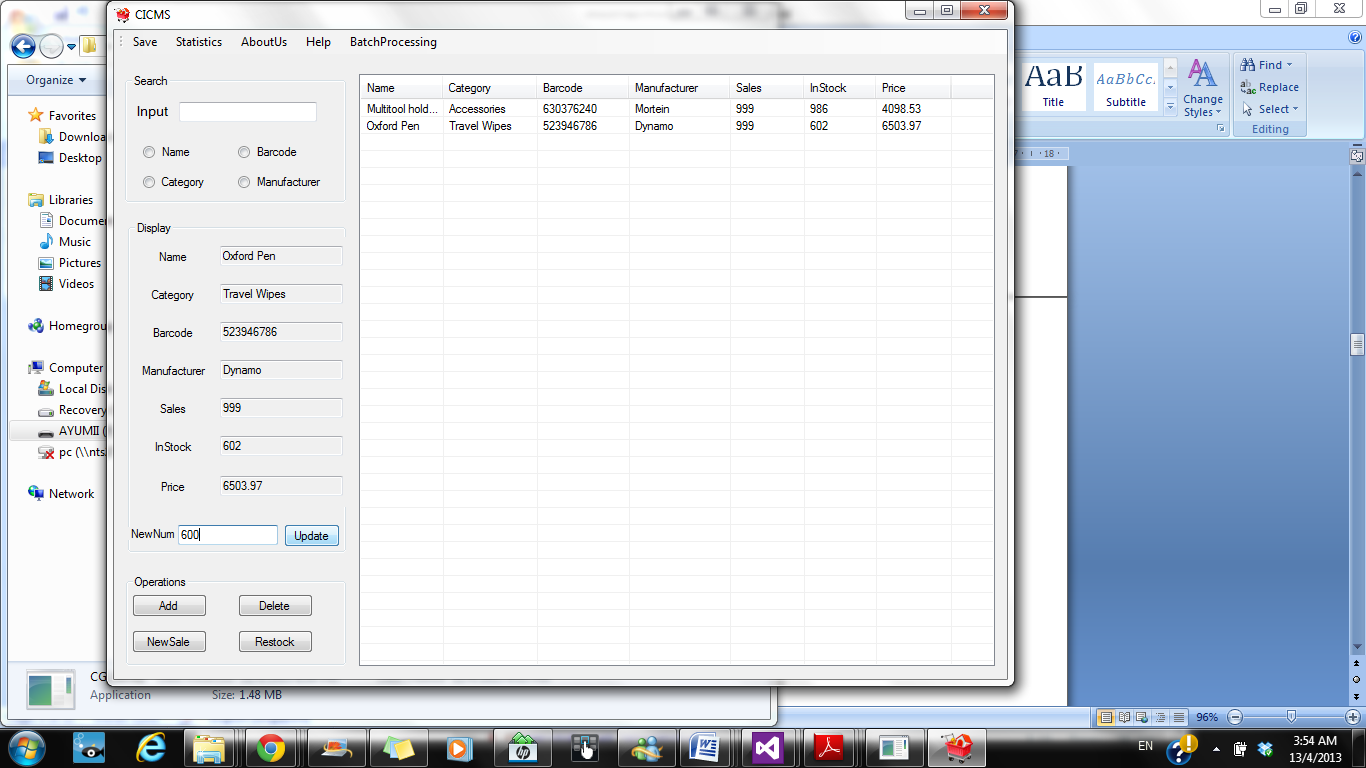 CICMS
Save Statistics AboutUs Help BatchProcessing
Search
Input
Name Barcode
Category Manufacturer
Display
Name Oxford Pen
Category Travel Wipes
Barcode 523946786
Manufacturer Dynamo
Sales 999
InStock 602
Price 6503.97
NewNum 600 Update
Operations
Add Delete
NewSale Restock
Name Category Barcode Manufacturer Sales InStock Price
Multitool hold... Accessories 630376240 Mortein 999 986 4098.53
Oxford Pen Travel Wipes 523946786 Dynamo 999 602 6503.97
Organize
Favorites
Downloa
Desktop
Libraries
Documen
Music
Pictures
Videos
Homegrou
Computer
Local Dis
Recovery
AYUMII (
pc (\\nts
Network
CG
Application Size: 1.48 MB
AaB AaBbCc.
Title Subtitle
Change
Styles
Find
Replace
Select
Editing
18
96%
EN
3:54 AM
13/4/2013